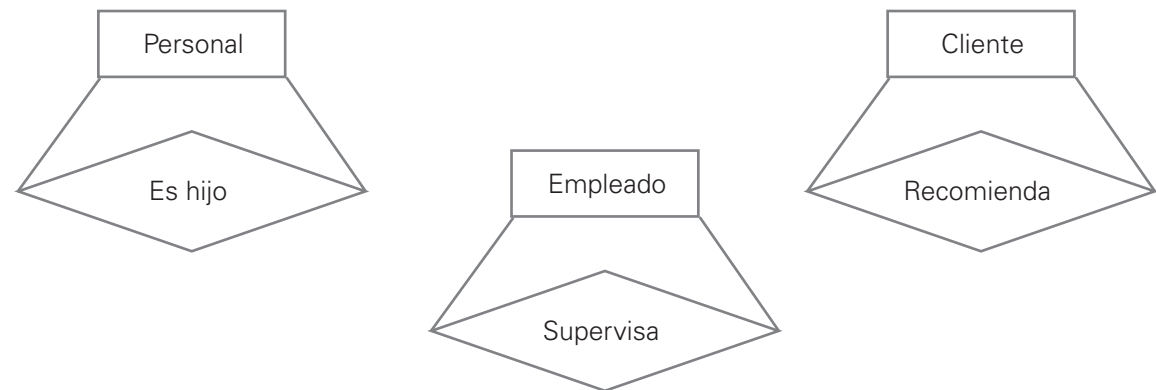 Personal
Cliente
Es hijo
Empleado
Recomienda
Supervisa